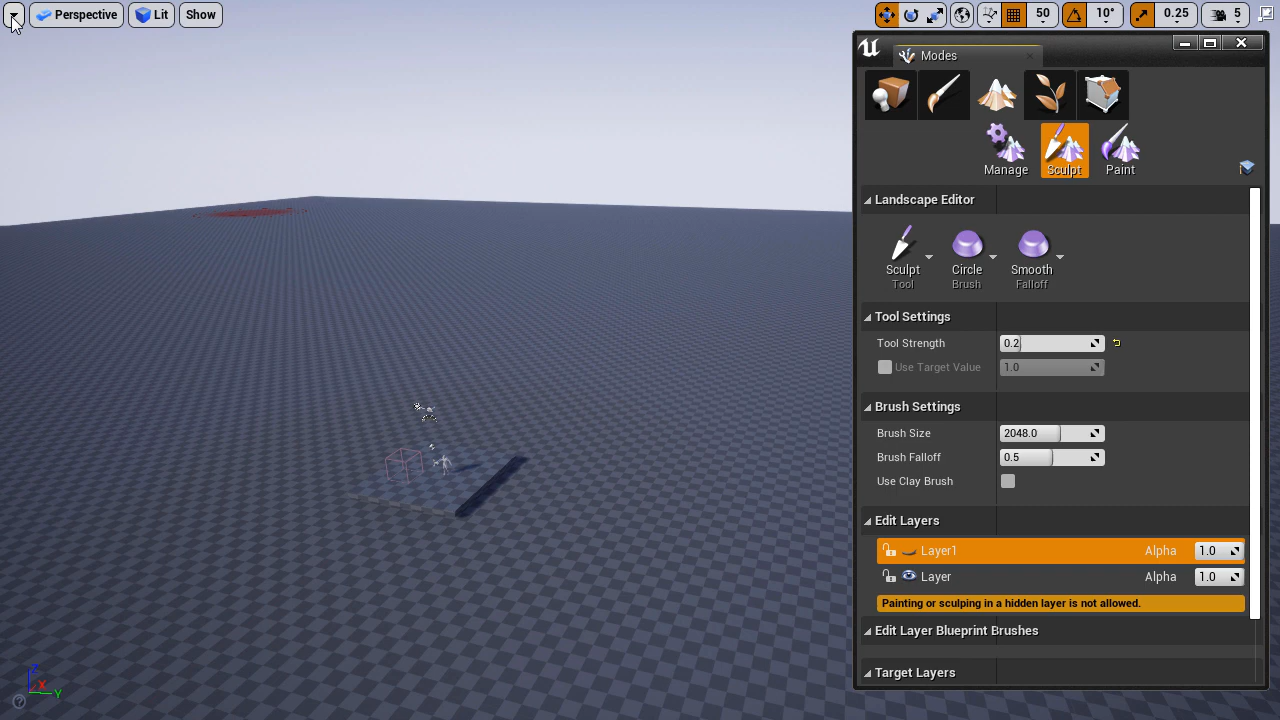 Perspective
Lit
Show
50
10°
0.25
5
Modes
Manage
Sculpt
Paint
Landscape Editor
Sculpt
Circle
Smooth
Tool
Brush
Falloff
Tool Settings
Tool Strength
0.2
Use Target Value
1.0
Brush Settings
Brush Size
2048.0
Brush Falloff
0.5
Use Clay Brush
Edit Layers
Layer1
Alpha
1.0
Layer
Alpha
1.0
Painting or sculpting in a hidden layer is not allowed.
Edit Layer Blueprint Brushes
Target Layers
Z
X
Y